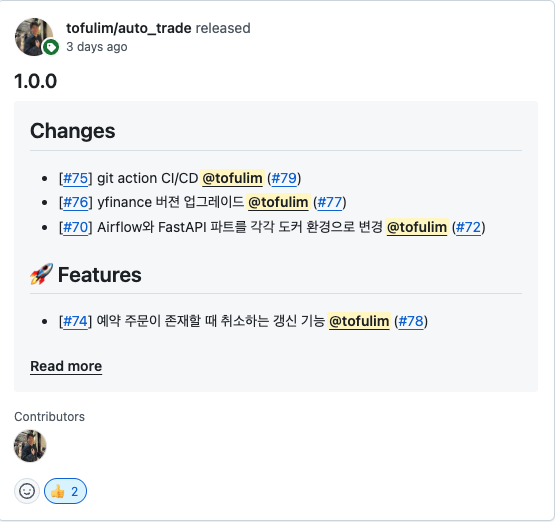 tofulim/auto_trade released
3 days ago
1.0.0
Changes
[#75] git action CI/CD @tofulim (#79)
[#76] yfinance 버젼 업그레이드 @tofulim (#77)
[#70] Airflow와 FastAPI 파트를 각각 도커 환경으로 변경 @tofulim (#72)
🚀 Features
[#74] 예약 주문이 존재할 때 취소하는 갱신 기능 @tofulim (#78)
Read more
Contributors
👍 2